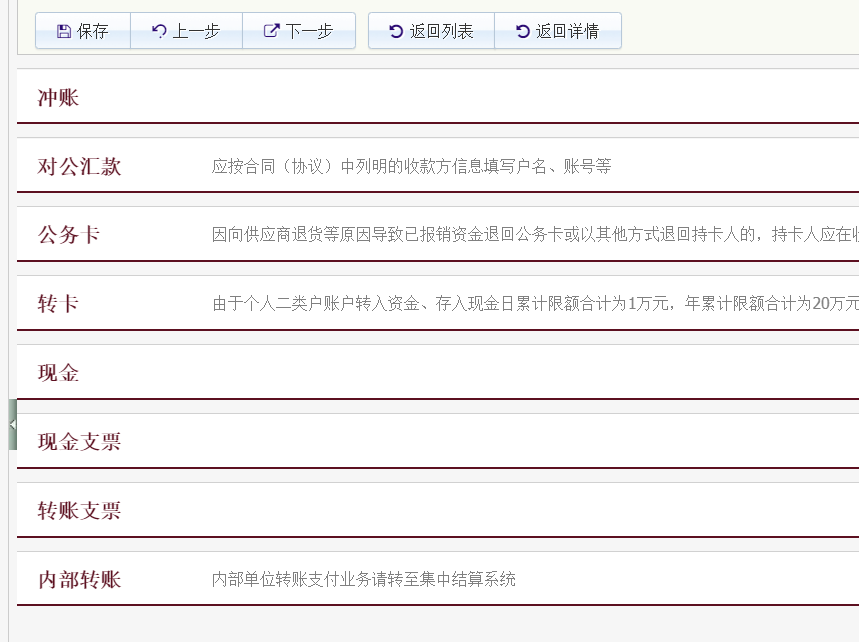 保存 上一步 下一步 返回列表 返回详情
冲账
对公汇款 应按合同（协议）中列明的收款方信息填写户名、账号等
公务卡 因向供应商退货等原因导致已报销资金退回公务卡或以其他方式退回持卡人的，持卡人应在
转卡 由于个人二类户账户转入资金、存入现金日累计限额合计为1万元，年累计限额合计为20万元
现金
现金支票
转账支票
内部转账 内部单位转账支付业务请转至集中结算系统